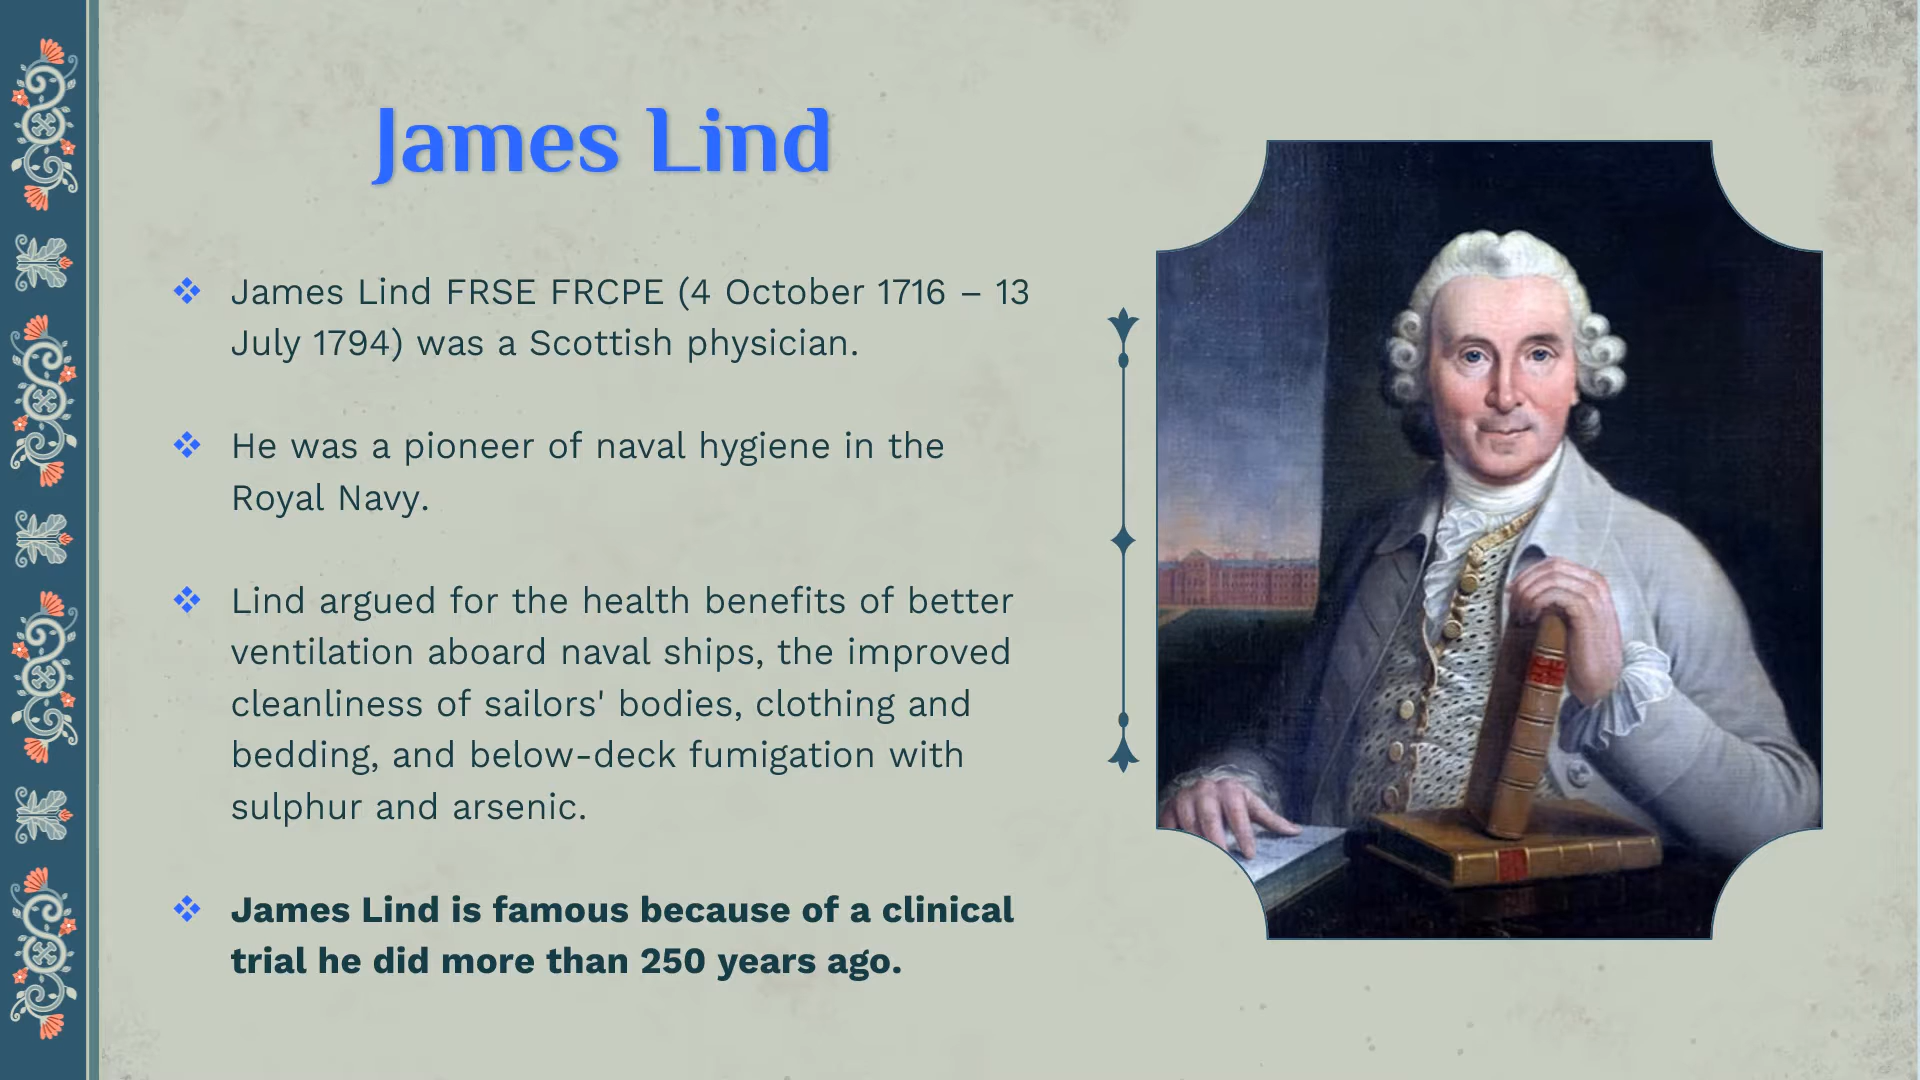 James Lind
❖ James Lind FRSE FRCPE (4 October 1716 – 13
July 1794) was a Scottish physician.
❖ He was a pioneer of naval hygiene in the
Royal Navy.
❖ Lind argued for the health benefits of better
ventilation aboard naval ships, the improved
cleanliness of sailors' bodies, clothing and
bedding, and below-deck fumigation with
sulphur and arsenic.
❖ James Lind is famous because of a clinical
trial he did more than 250 years ago.